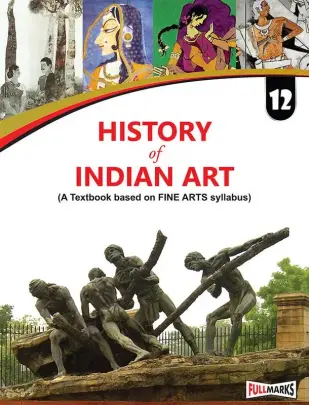 12
HISTORY
of
INDIAN ART
(A Textbook based on FINE ARTS syllabus)
FULLMARKS